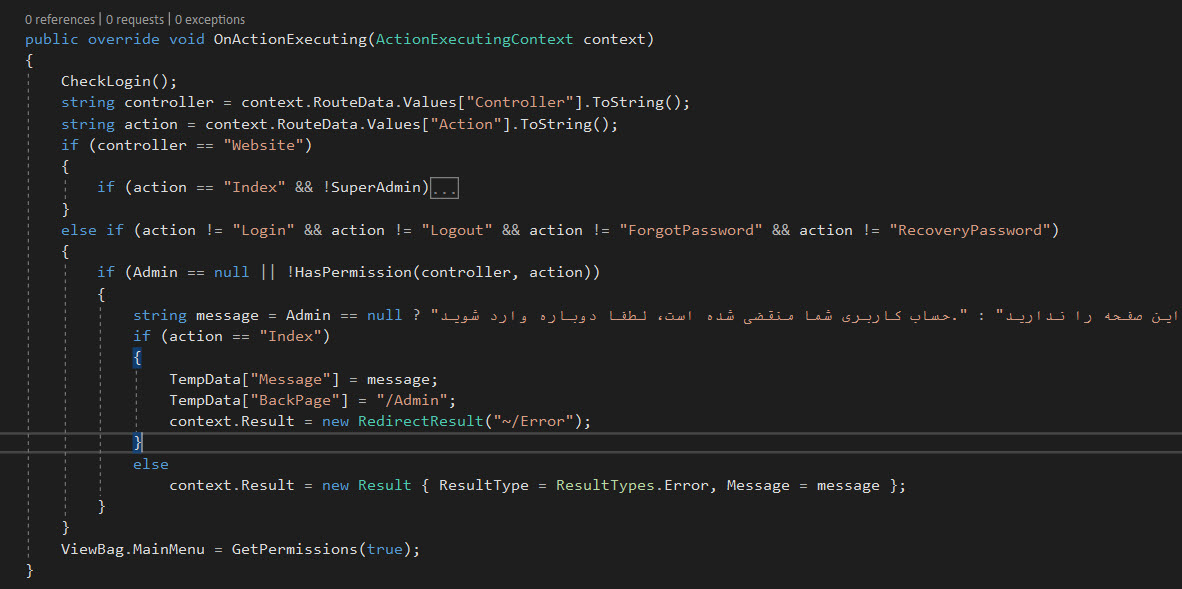 0 references | 0 requests | 0 exceptions
public override void OnActionExecuting(ActionExecutingContext context)
{
CheckLogin();
string controller = context.RouteData.Values["Controller"].ToString();
string action = context.RouteData.Values["Action"].ToString();
if (controller == "Website")
{
if (action == "Index" && !SuperAdmin)...
}
else if (action != "Login" && action != "Logout" && action != "ForgotPassword" && action != "RecoveryPassword")
{
if (Admin == null || !HasPermission(controller, action))
{
string message = Admin == null ? "حساب کاربری شما منقضی شده است، لطفا دوباره وارد شوید." : "این صفحه را ندارید
if (action == "Index")
{
TempData["Message"] = message;
TempData["BackPage"] = "/Admin";
context.Result = new RedirectResult("~/Error");
}
else
context.Result = new Result { ResultType = ResultTypes.Error, Message = message };
}
}
ViewBag.MainMenu = GetPermissions(true);
}